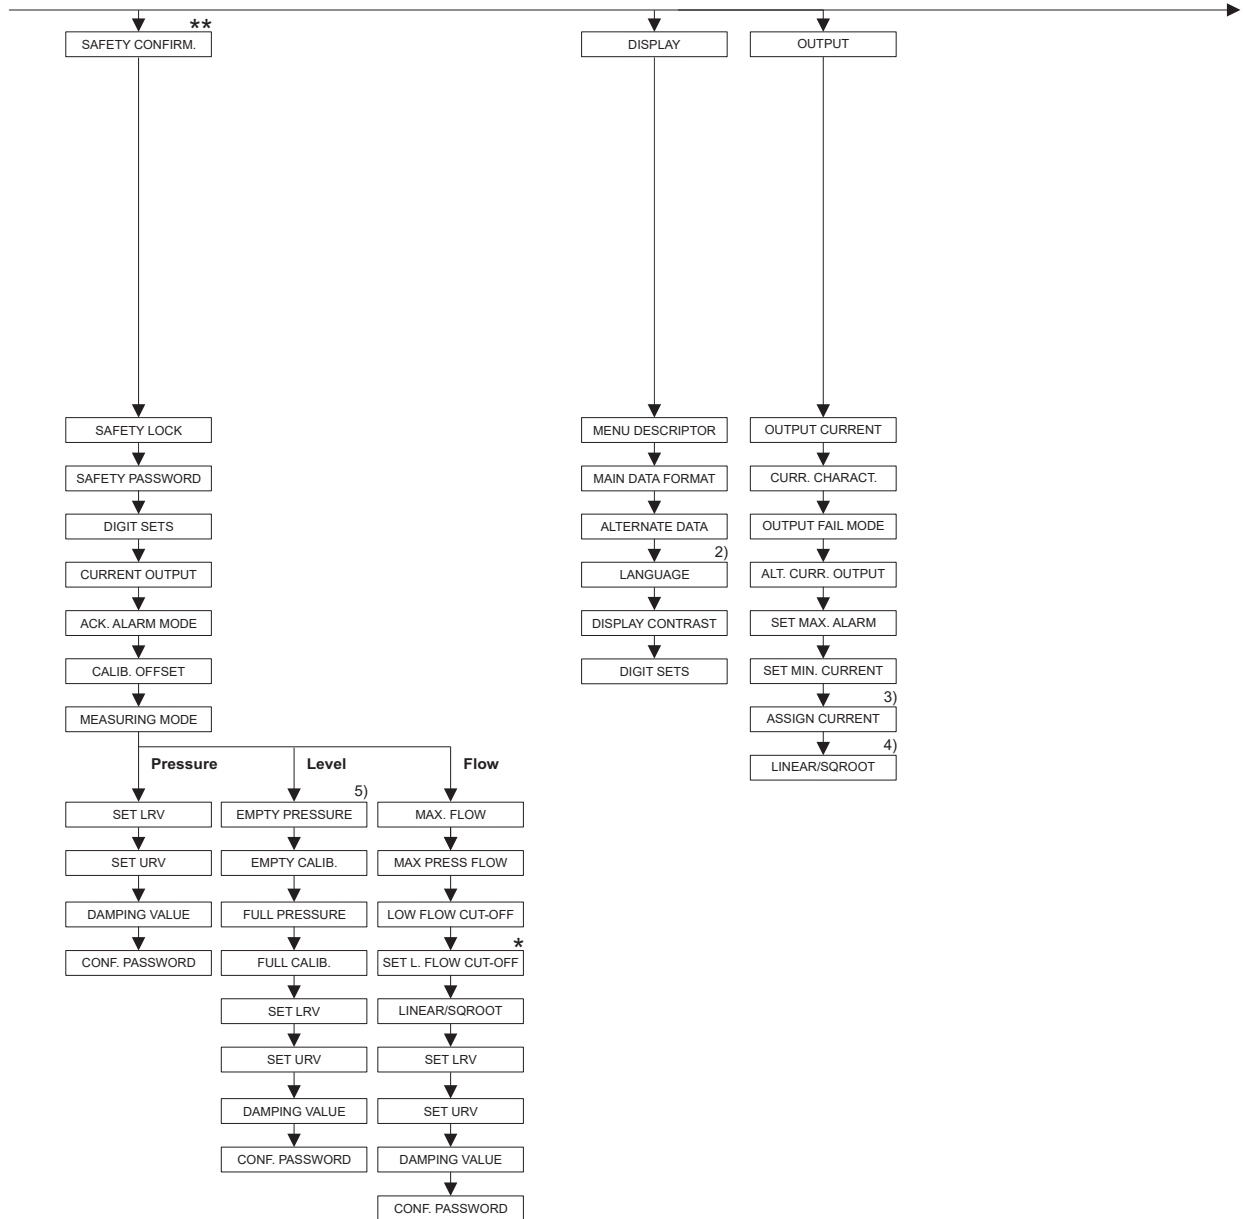 **
SAFETY CONFIRM.
DISPLAY
OUTPUT
SAFETY LOCK
SAFETY PASSWORD
DIGIT SETS
CURRENT OUTPUT
ACK. ALARM MODE
CALIB. OFFSET
MEASURING MODE
Pressure
SET LRV
SET URV
DAMPING VALUE
CONF. PASSWORD
Level
5)
EMPTY PRESSURE
EMPTY CALIB.
FULL PRESSURE
FULL CALIB.
SET LRV
SET URV
DAMPING VALUE
CONF. PASSWORD
Flow
MAX. FLOW
MAX PRESS FLOW
LOW FLOW CUT-OFF
*
SET L. FLOW CUT-OFF
LINEAR/SQROOT
SET LRV
SET URV
DAMPING VALUE
CONF. PASSWORD
MENU DESCRIPTOR
MAIN DATA FORMAT
ALTERNATE DATA
2)
LANGUAGE
DISPLAY CONTRAST
DIGIT SETS
OUTPUT CURRENT
CURR. CHARACT.
OUTPUT FAIL MODE
ALT. CURR. OUTPUT
SET MAX. ALARM
SET MIN. CURRENT
3)
ASSIGN CURRENT
4)
LINEAR/SQROOT